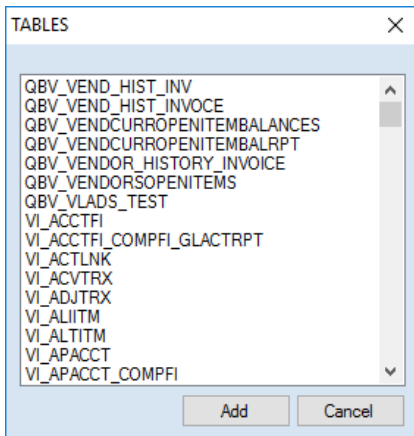 TABLES
QBV_VEND_HIST_INV
QBV_VEND_HIST_INVOCE
QBV_VENDCURROPENITEMBALANCES
QBV_VENDCURROPENITEMBALRPT
QBV_VENDOR_HISTORY_INVOICE
QBV_VENDORSOPENITEMS
QBV_VLADS_TEST
VI_ACCTFI
VI_ACCTFI_COMPFI_GLACTRPT
VI_ACTLNK
VI_ACVTRX
VI_ADJTRX
VI_ALIITM
VI_ALTITM
VI_APACCT
VI_APACCT_COMPFI
Add Cancel